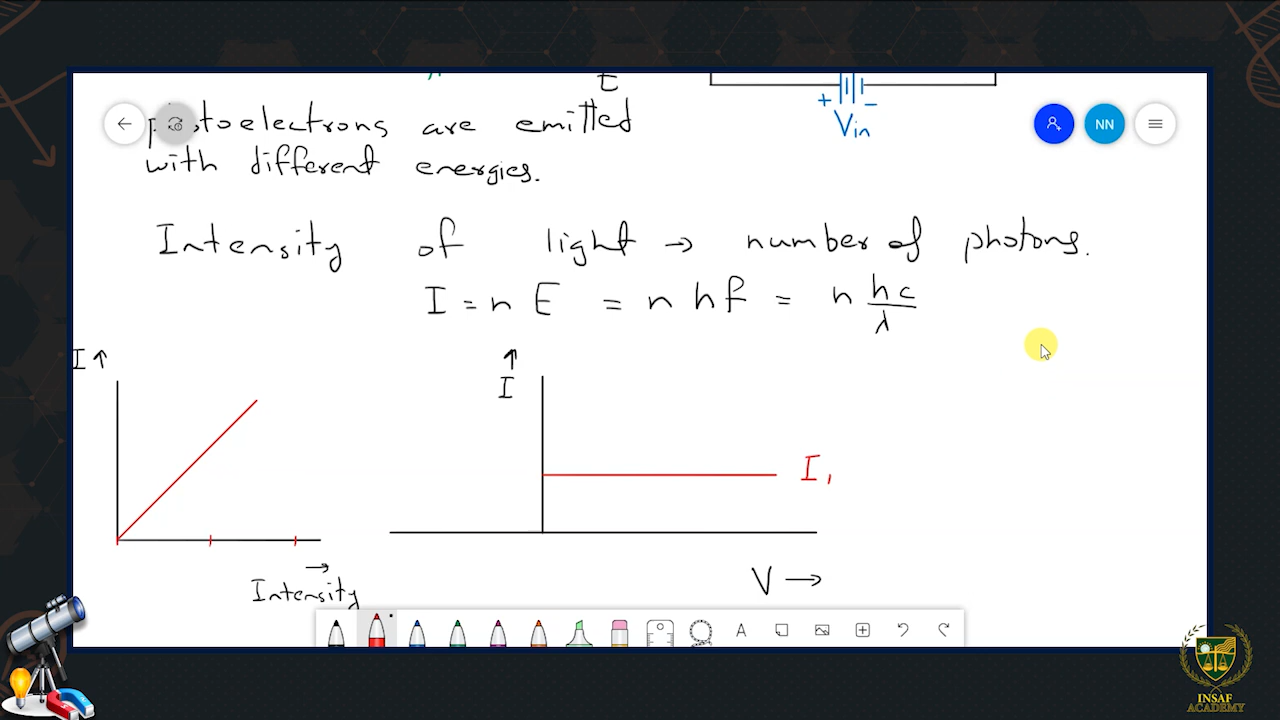 E
+ -
Vin
photoelectrons are emitted
NN
with different energies.
Intensity of light → number of photons.
I = n E = n h f = n hc/λ
I ↑
↑
I
I₁
Intensity →
V →
A
INSAF
ACADEMY